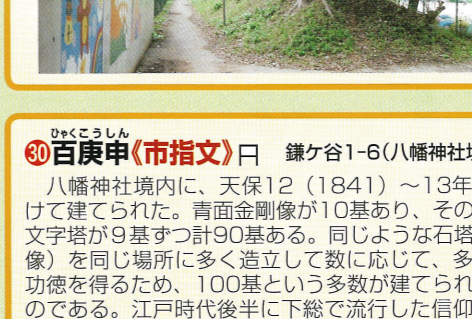 ひゃくこうしん
㉚百庚申《市指文》 鎌ケ谷1-6(八幡神社境
八幡神社境内に、天保12(1841)～13年
けて建てられた。青面金剛像が10基あり、その
文字塔が9基ずつ計90基ある。同じような石塔
像)を同じ場所に多く造立して数に応じて、多
功徳を得るため、100基という多数が建てられ
のである。江戸時代後半に下総で流行した信仰